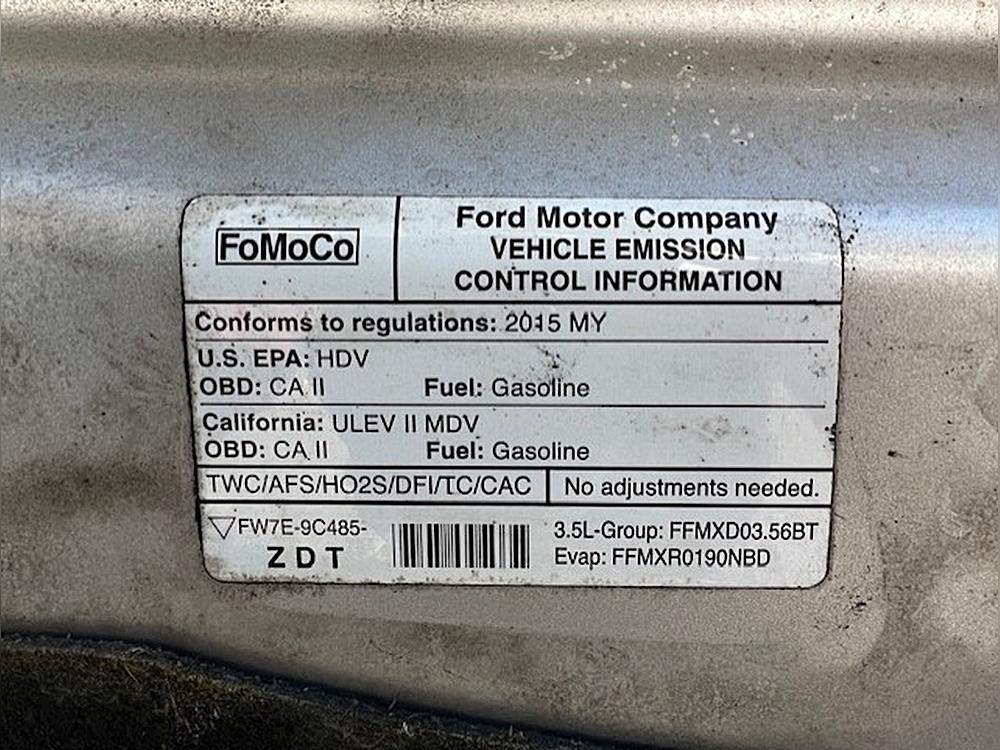 FoMoCo
Ford Motor Company
VEHICLE EMISSION
CONTROL INFORMATION
Conforms to regulations: 2015 MY
U.S. EPA: HDV
OBD: CA II Fuel: Gasoline
California: ULEV II MDV
OBD: CA II Fuel: Gasoline
TWC/AFS/HO2S/DFI/TC/CAC No adjustments needed.
FW7E-9C485-
ZDT
3.5L-Group: FFMXD03.56BT
Evap: FFMXR0190NBD